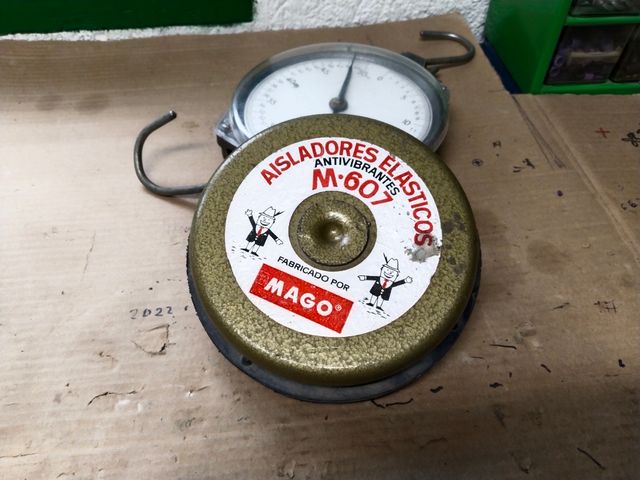 AISLADORES ELASTICOS
ANTIVIBRANTES
M·607
FABRICADO POR
MAGO®
2022